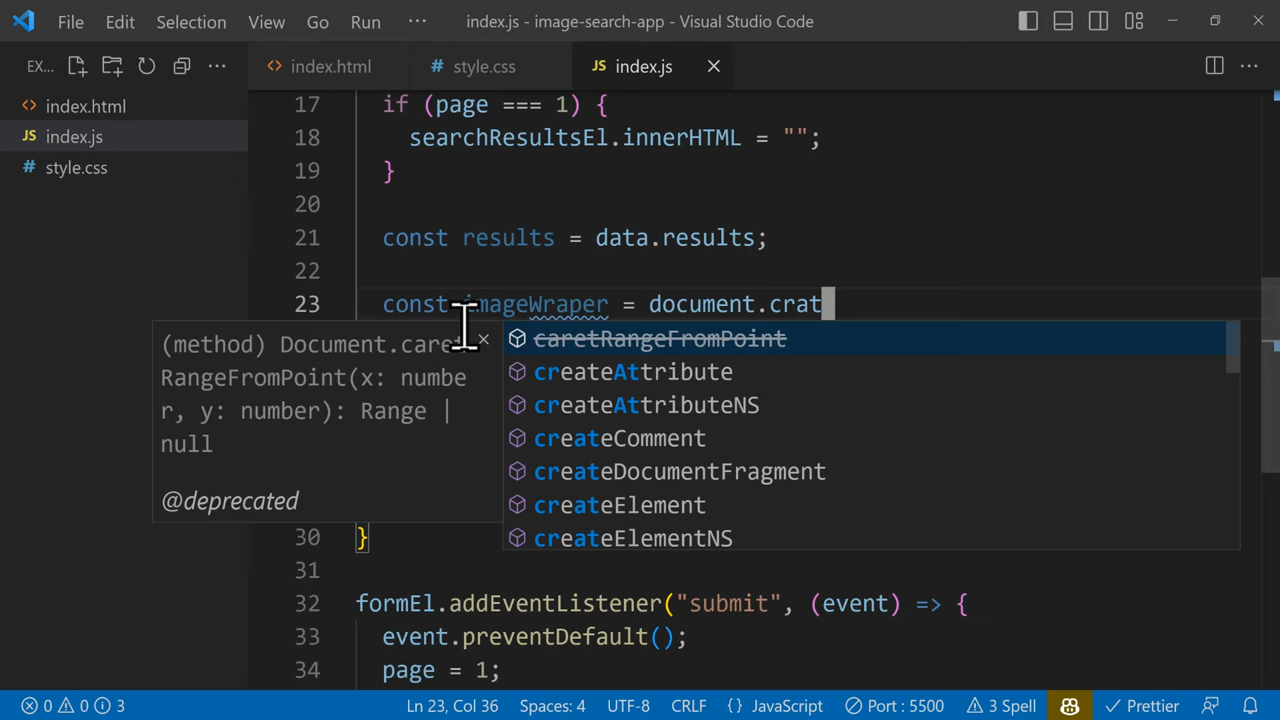 File Edit Selection View Go Run ··· index.js - image-search-app - Visual Studio Code
EX... ··· index.html style.css JS index.js
index.html
JS index.js
style.css
17 if (page === 1) {
18 searchResultsEl.innerHTML = "";
19 }
20
21 const results = data.results;
22
23 const imageWraper = document.crat
(method) Document.care
RangeFromPoint(x: numbe
r, y: number): Range |
null
@deprecated
caretRangeFromPoint
createAttribute
createAttributeNS
createComment
createDocumentFragment
createElement
createElementNS
30 }
31
32 formEl.addEventListener("submit", (event) => {
33 event.preventDefault();
34 page = 1;
0 0 3 Ln 23, Col 36 Spaces: 4 UTF-8 CRLF {} JavaScript Port : 5500 3 Spell Prettier